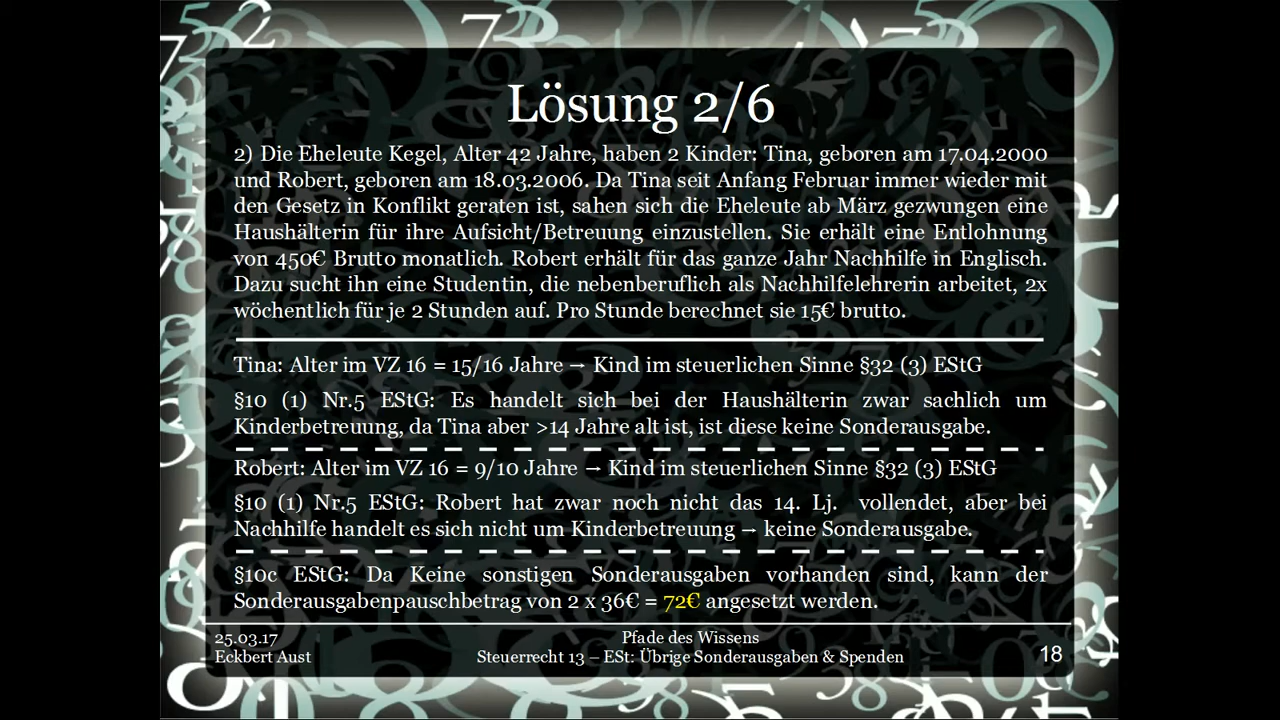 Lösung 2/6
2) Die Eheleute Kegel, Alter 42 Jahre, haben 2 Kinder: Tina, geboren am 17.04.2000
und Robert, geboren am 18.03.2006. Da Tina seit Anfang Februar immer wieder mit
den Gesetz in Konflikt geraten ist, sahen sich die Eheleute ab März gezwungen eine
Haushälterin für ihre Aufsicht/Betreuung einzustellen. Sie erhält eine Entlohnung
von 450€ Brutto monatlich. Robert erhält für das ganze Jahr Nachhilfe in Englisch.
Dazu sucht ihn eine Studentin, die nebenberuflich als Nachhilfelehrerin arbeitet, 2x
wöchentlich für je 2 Stunden auf. Pro Stunde berechnet sie 15€ brutto.
Tina: Alter im VZ 16 = 15/16 Jahre → Kind im steuerlichen Sinne §32 (3) EStG
§10 (1) Nr.5 EStG: Es handelt sich bei der Haushälterin zwar sachlich um
Kinderbetreuung, da Tina aber >14 Jahre alt ist, ist diese keine Sonderausgabe.
Robert: Alter im VZ 16 = 9/10 Jahre → Kind im steuerlichen Sinne §32 (3) EStG
§10 (1) Nr.5 EStG: Robert hat zwar noch nicht das 14. Lj. vollendet, aber bei
Nachhilfe handelt es sich nicht um Kinderbetreuung → keine Sonderausgabe.
§10c EStG: Da Keine sonstigen Sonderausgaben vorhanden sind, kann der
Sonderausgabenpauschbetrag von 2 x 36€ = 72€ angesetzt werden.
25.03.17
Eckbert Aust
Pfade des Wissens
Steuerrecht 13 – ESt: Übrige Sonderausgaben & Spenden
18